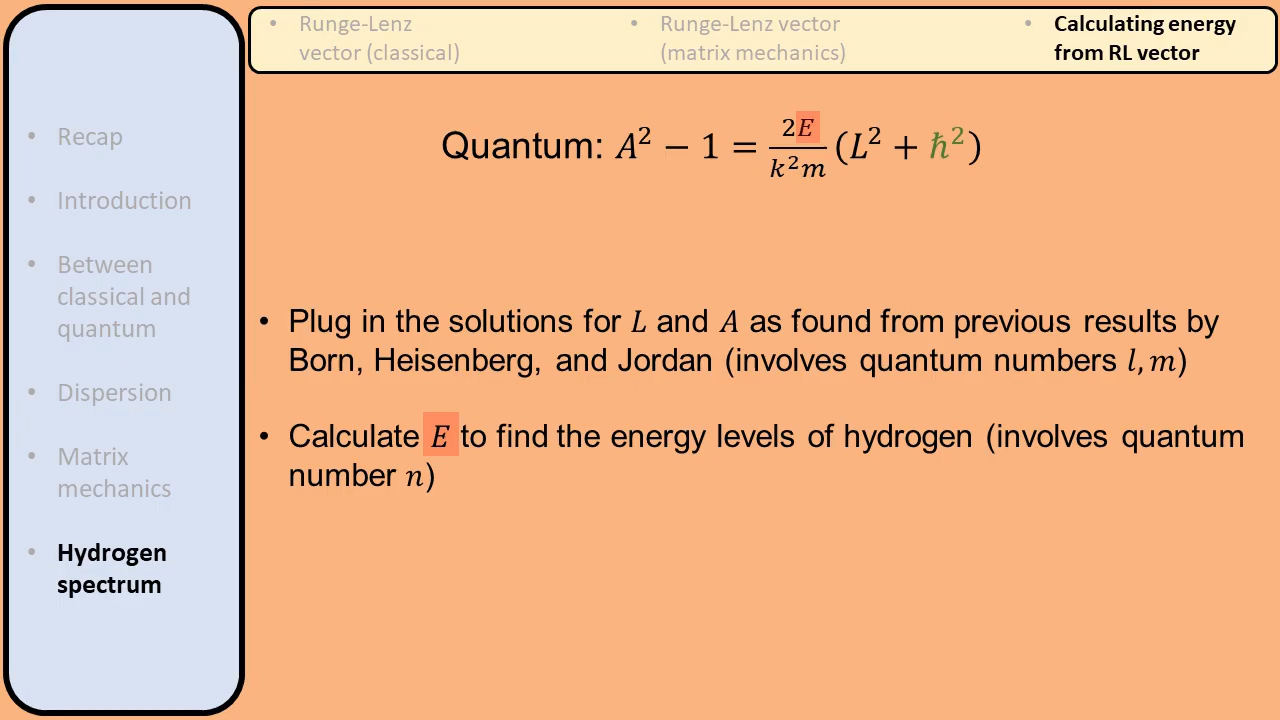 • Runge-Lenz
vector (classical)
• Runge-Lenz vector
(matrix mechanics)
• Calculating energy
from RL vector
• Recap
• Introduction
• Between
classical and
quantum
• Dispersion
• Matrix
mechanics
• Hydrogen
spectrum
Quantum: A² − 1 = 2E/k²m (L² + ℏ²)
• Plug in the solutions for L and A as found from previous results by
Born, Heisenberg, and Jordan (involves quantum numbers l, m)
• Calculate E to find the energy levels of hydrogen (involves quantum
number n)